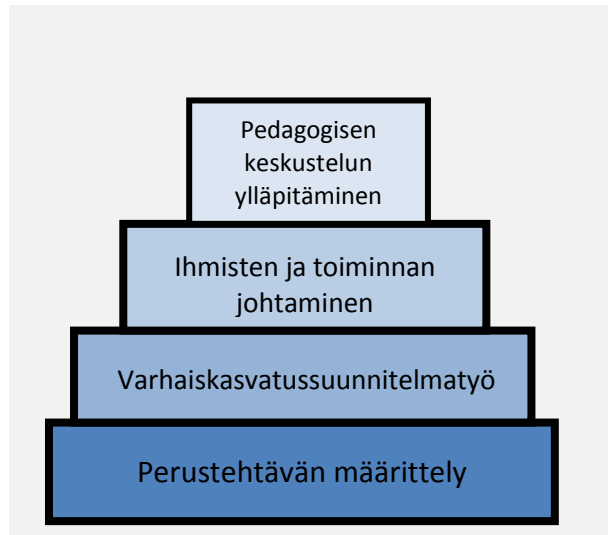 Pedagogisen
keskustelun
ylläpitäminen
Ihmisten ja toiminnan
johtaminen
Varhaiskasvatussuunnitelmatyö
Perustehtävän määrittely